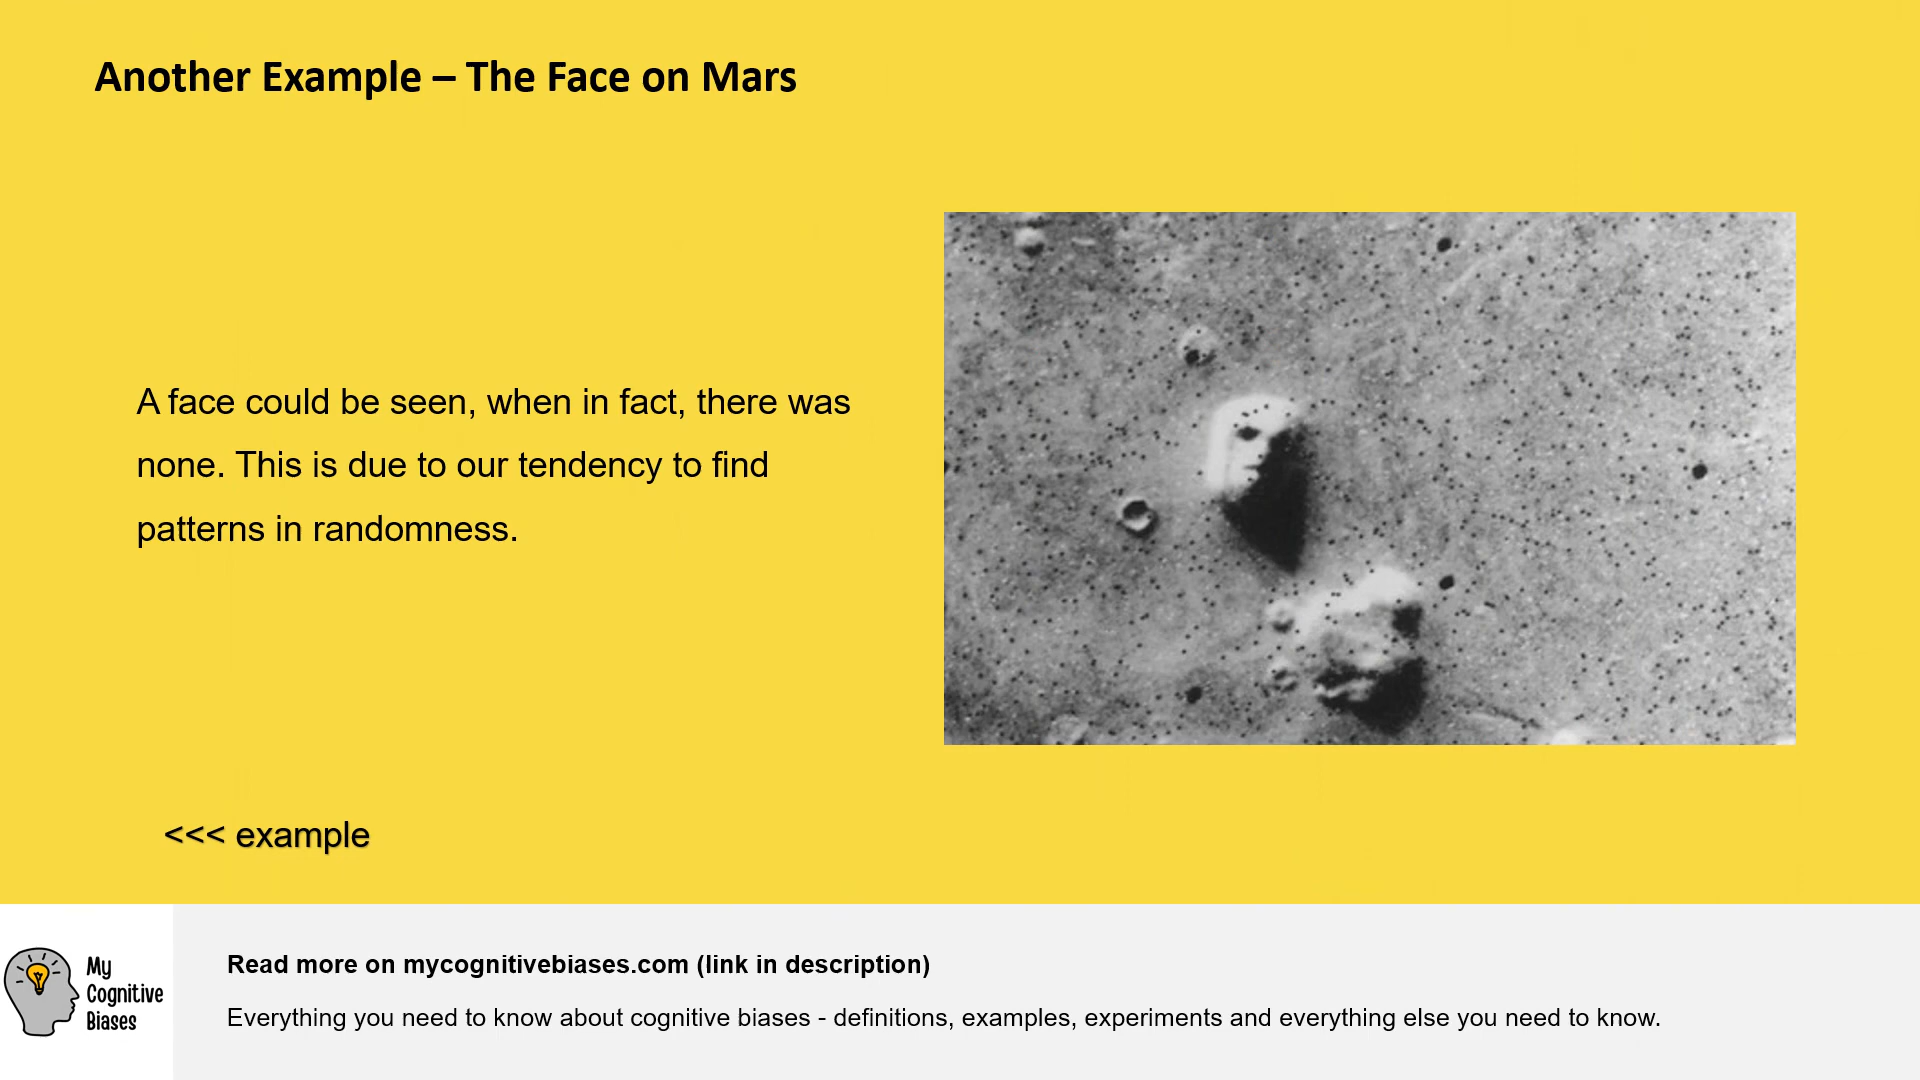 Another Example – The Face on Mars
A face could be seen, when in fact, there was
none. This is due to our tendency to find
patterns in randomness.
<<< example
My
Cognitive
Biases
Read more on mycognitivebiases.com (link in description)
Everything you need to know about cognitive biases - definitions, examples, experiments and everything else you need to know.